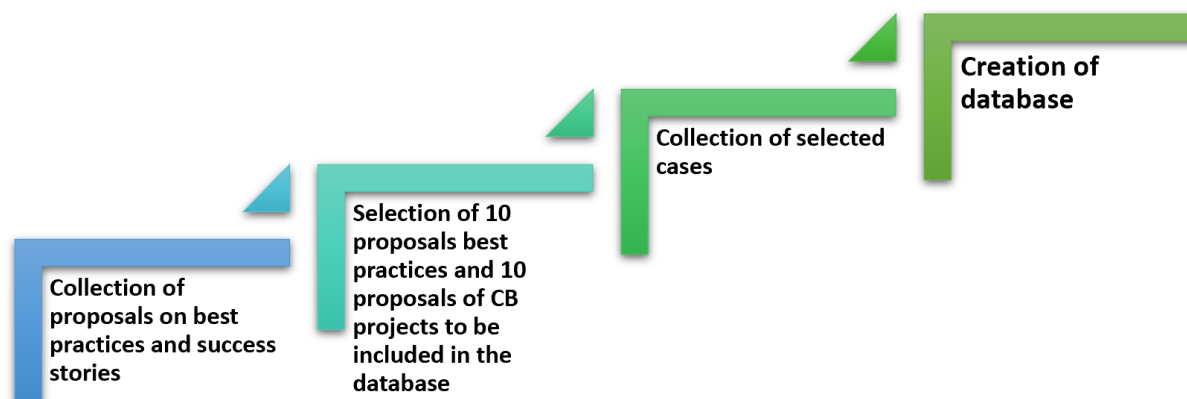 Collection of
proposals on best
practices and success
stories
Selection of 10
proposals best
practices and 10
proposals of CB
projects to be
included in the
database
Collection of selected
cases
Creation of
database